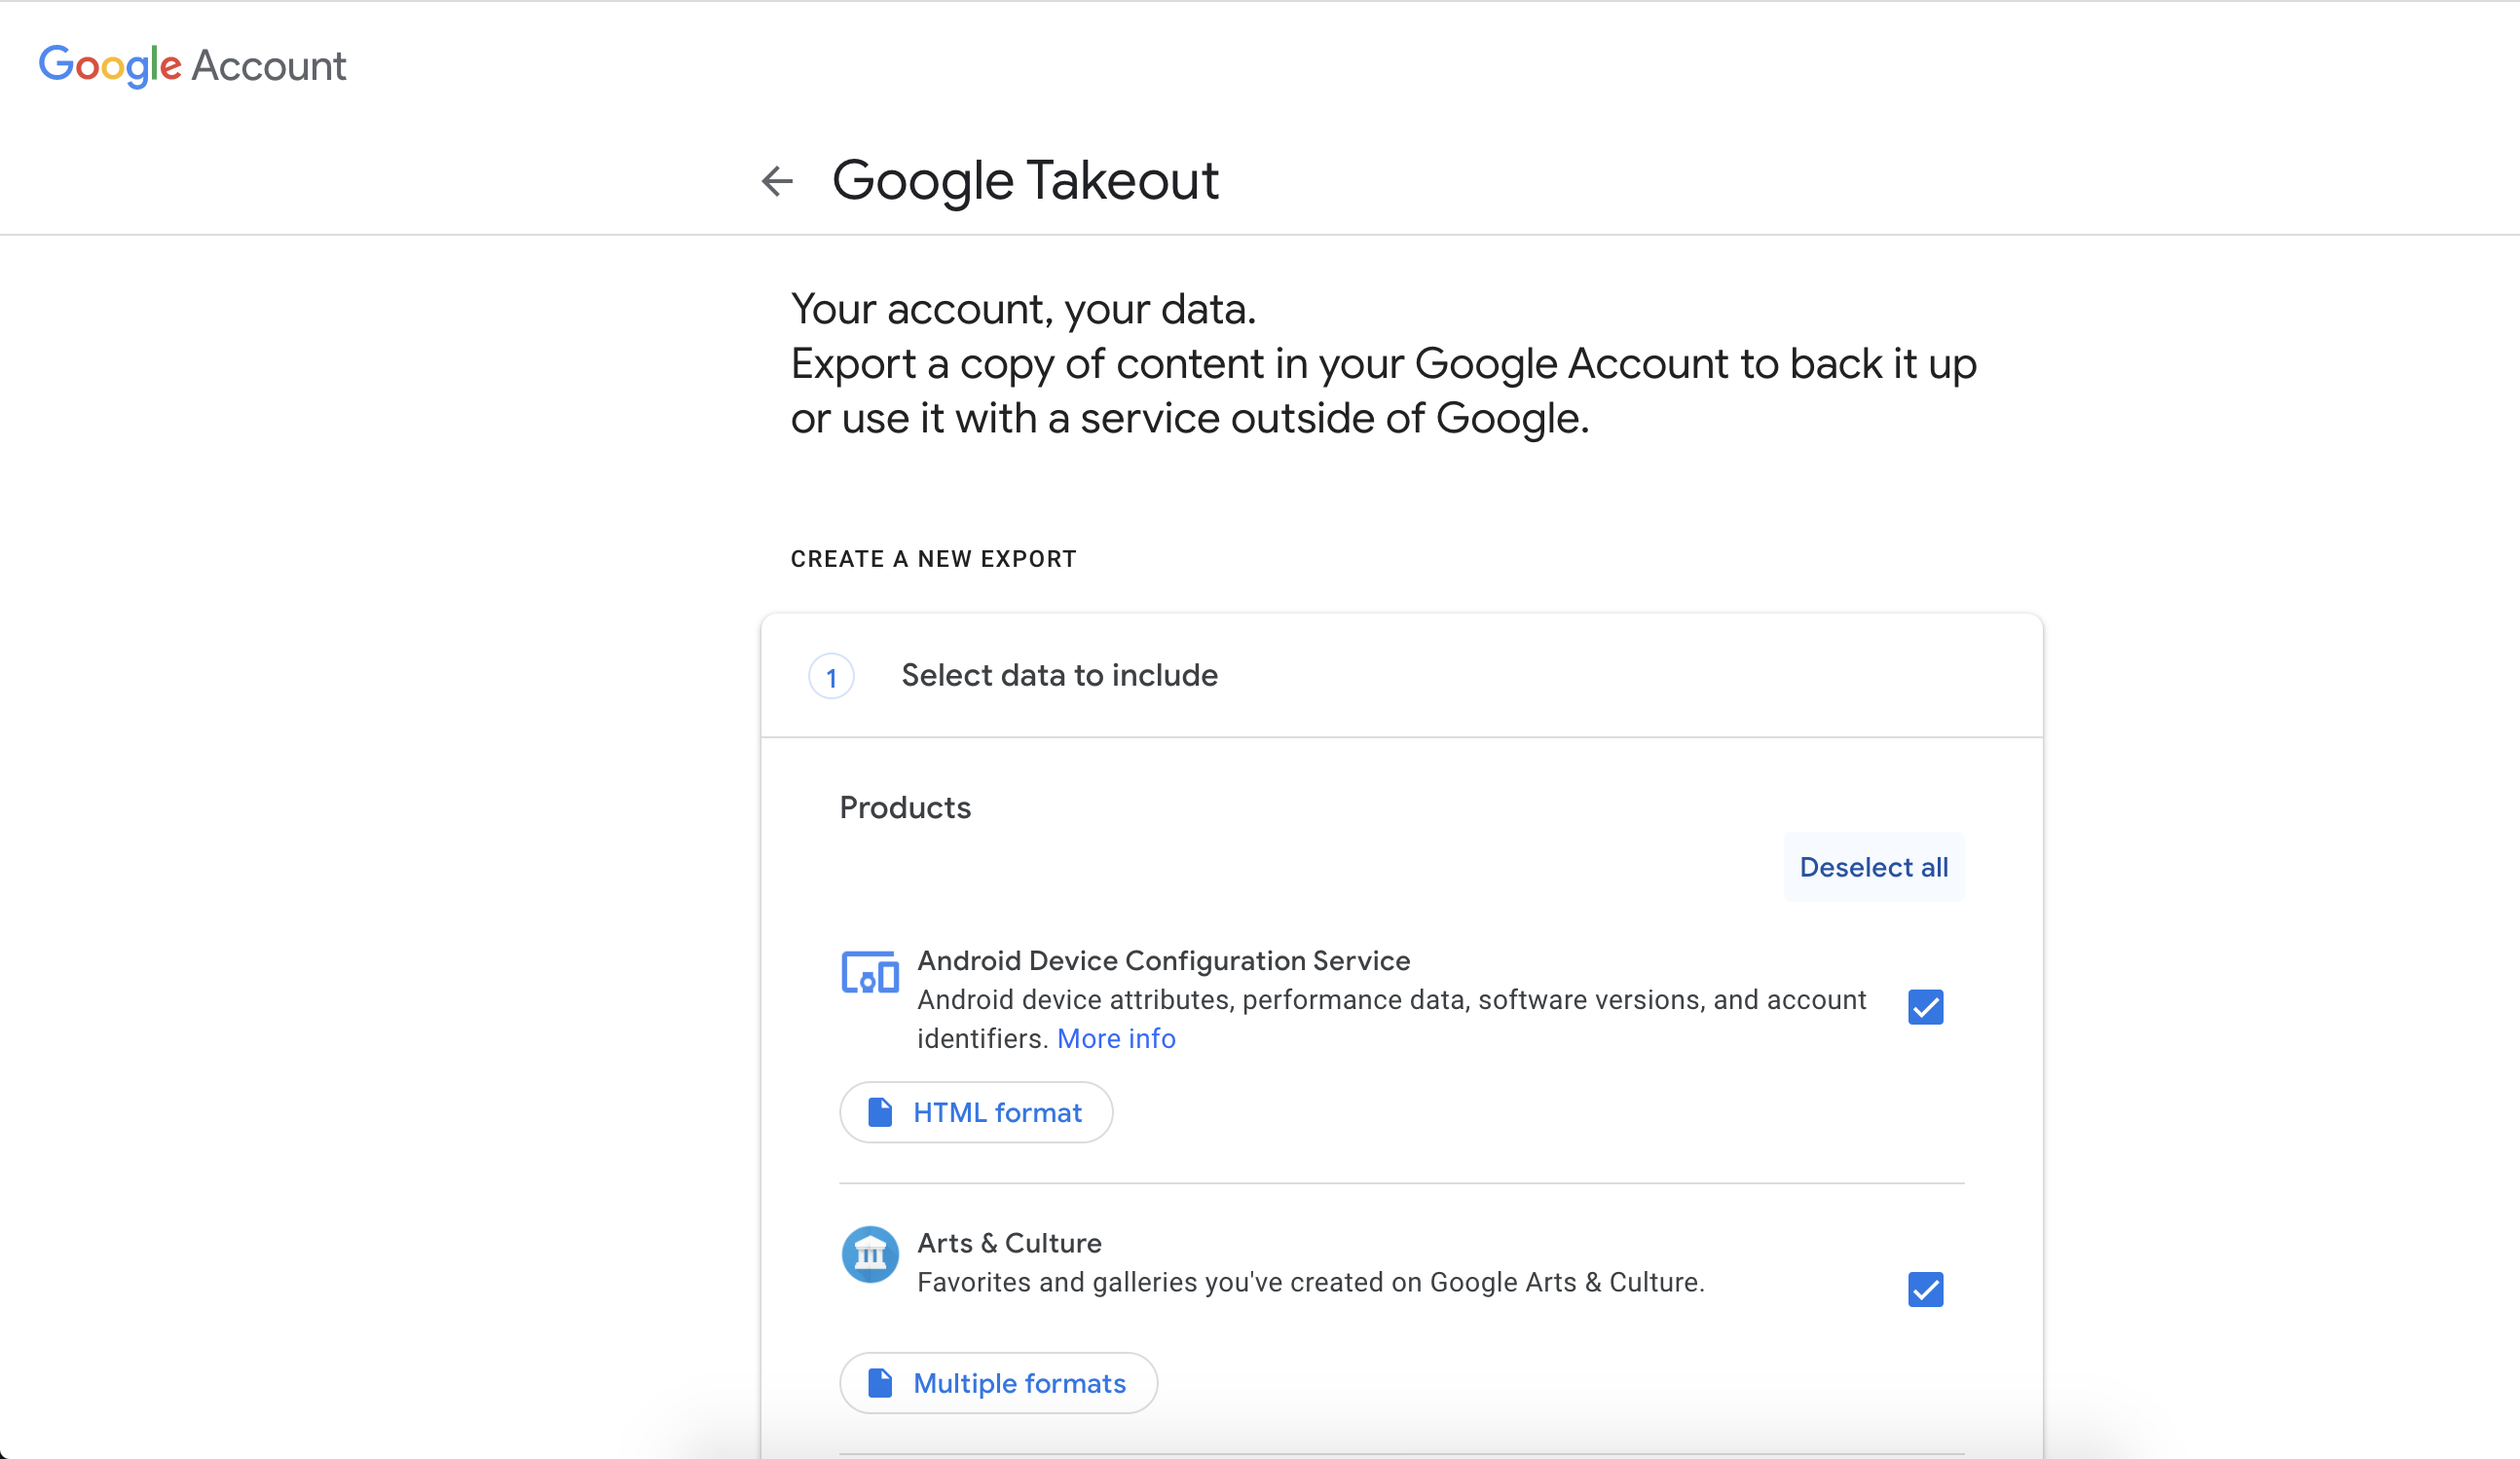 Google Account
Google Takeout
Your account, your data.
Export a copy of content in your Google Account to back it up
or use it with a service outside of Google.
CREATE A NEW EXPORT
1 Select data to include
Products
Deselect all
Android Device Configuration Service
Android device attributes, performance data, software versions, and account
identifiers. More info
HTML format
Arts & Culture
Favorites and galleries you've created on Google Arts & Culture.
Multiple formats